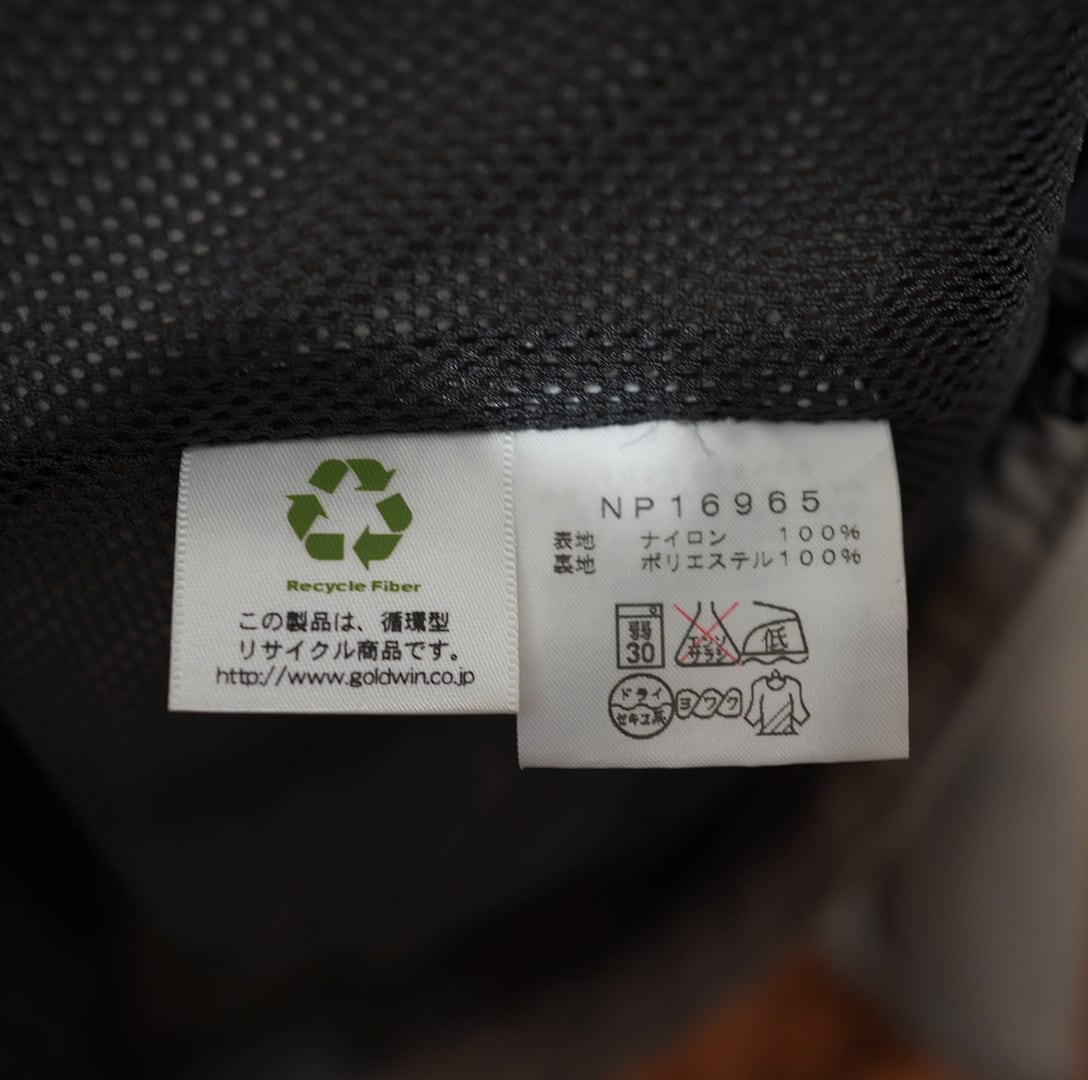 Recycle Fiber
この製品は、循環型
リサイクル商品です。
http://www.goldwin.co.jp
NP16965
表地 ナイロン 100%
裏地 ポリエステル100%
弱
30
エンソ
サラシ
低
ドライ
セキユ系
ヨワク